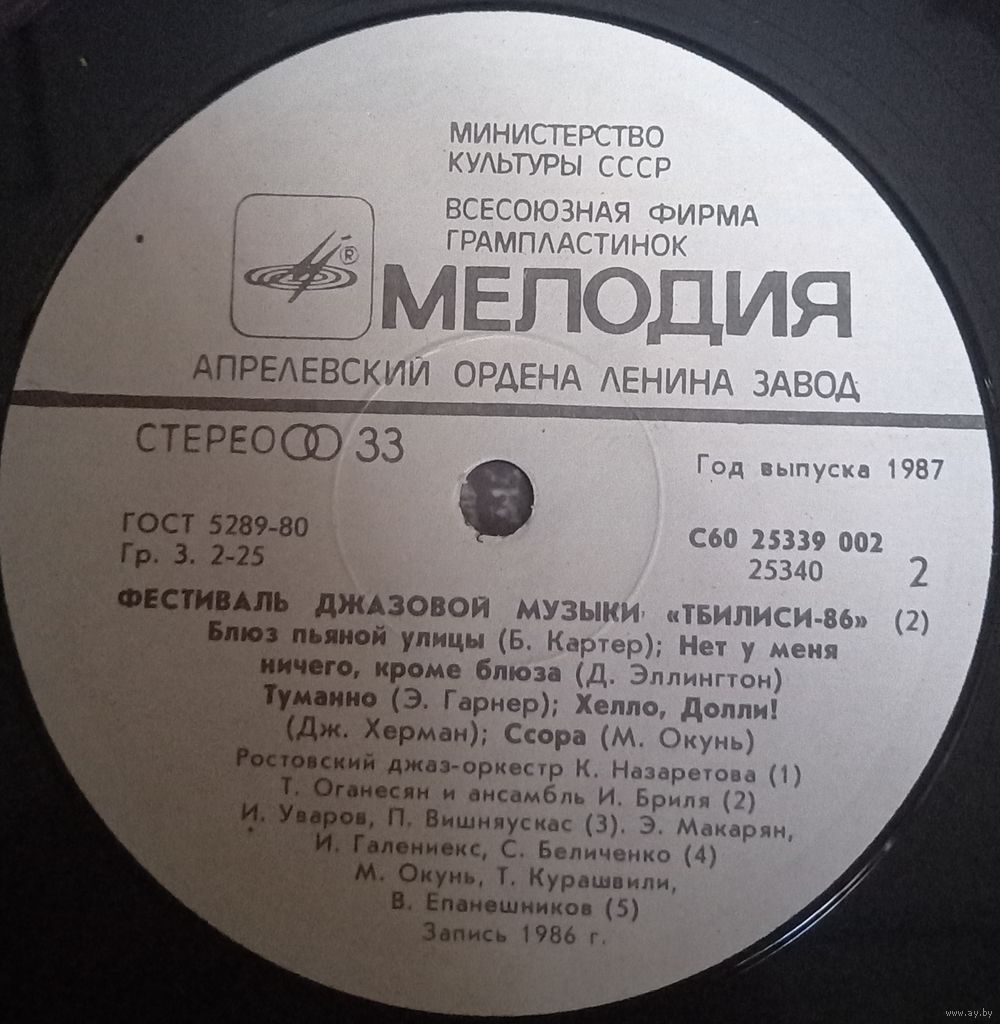 МИНИСТЕРСТВО
КУЛЬТУРЫ СССР
ВСЕСОЮЗНАЯ ФИРМА
ГРАМПЛАСТИНОК
®
МЕЛОДИЯ
АПРЕЛЕВСКИЙ ОРДЕНА ЛЕНИНА ЗАВОД
СТЕРЕО 33
Год выпуска 1987
ГОСТ 5289-80
Гр. 3. 2-25
С60 25339 002
25340
2
ФЕСТИВАЛЬ ДЖАЗОВОЙ МУЗЫКИ «ТБИЛИСИ-86» (2)
Блюз пьяной улицы (Б. Картер); Нет у меня
ничего, кроме блюза (Д. Эллингтон)
Туманно (Э. Гарнер); Хелло, Долли!
(Дж. Херман); Ссора (М. Окунь)
Ростовский джаз-оркестр К. Назаретова (1)
Т. Оганесян и ансамбль И. Бриля (2)
И. Уваров, П. Вишняускас (3). Э. Макарян,
И. Галениекс, С. Беличенко (4)
М. Окунь, Т. Курашвили,
В. Епанешников (5)
Запись 1986 г.
www.ay.by